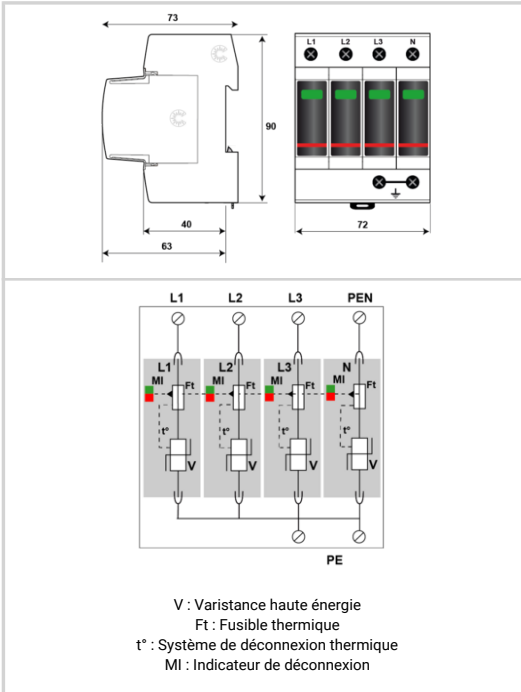 73
L1 L2 L3 N
90
40
63
72
L1 L2 L3 PEN
L1 L2 L3 N
MI Ft MI Ft MI Ft MI Ft
t° t° t° t°
V V V V
PE
V : Varistance haute énergie
Ft : Fusible thermique
t° : Système de déconnexion thermique
MI : Indicateur de déconnexion